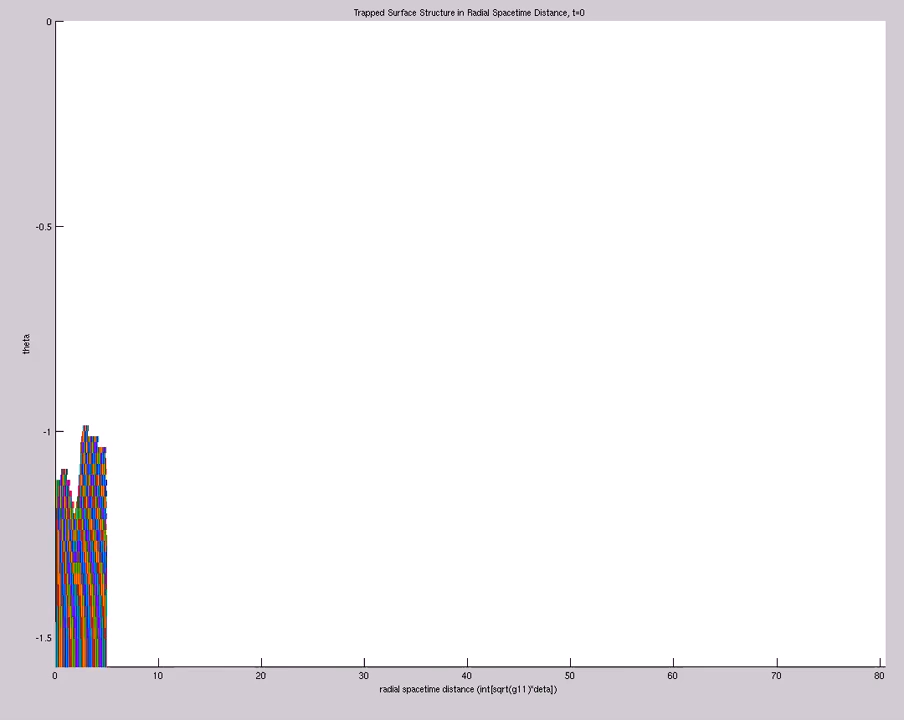 Trapped Surface Structure in Radial Spacetime Distance, t=0
0
-0.5
-1
-1.5
theta
0 10 20 30 40 50 60 70 80
radial spacetime distance (int[sqrt(g11)*deta])